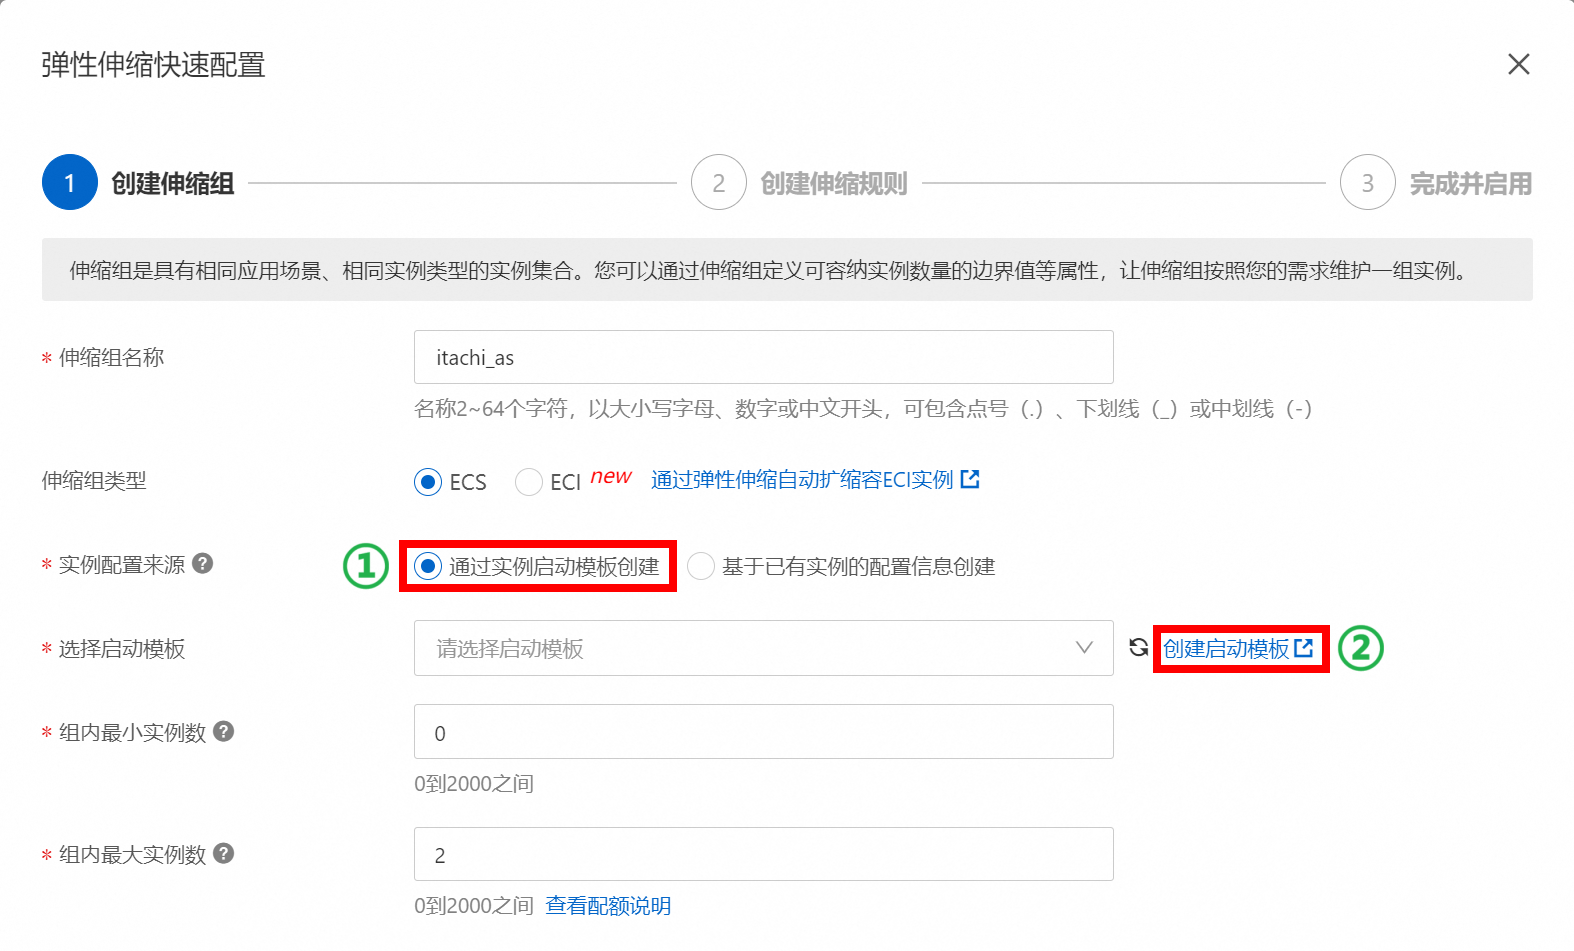 弹性伸缩快速配置
1 创建伸缩组 2 创建伸缩规则 3 完成并启用
伸缩组是具有相同应用场景、相同实例类型的实例集合。您可以通过伸缩组定义可容纳实例数量的边界值等属性，让伸缩组按照您的需求维护一组实例。
* 伸缩组名称 itachi_as
名称2~64个字符，以大小写字母、数字或中文开头，可包含点号（.）、下划线（_）或中划线（-）
伸缩组类型 ECS ECI new 通过弹性伸缩自动扩缩容ECI实例
* 实例配置来源 ? ① 通过实例启动模板创建 基于已有实例的配置信息创建
* 选择启动模板 请选择启动模板 创建启动模板 ②
* 组内最小实例数 ? 0
0到2000之间
* 组内最大实例数 ? 2
0到2000之间 查看配额说明